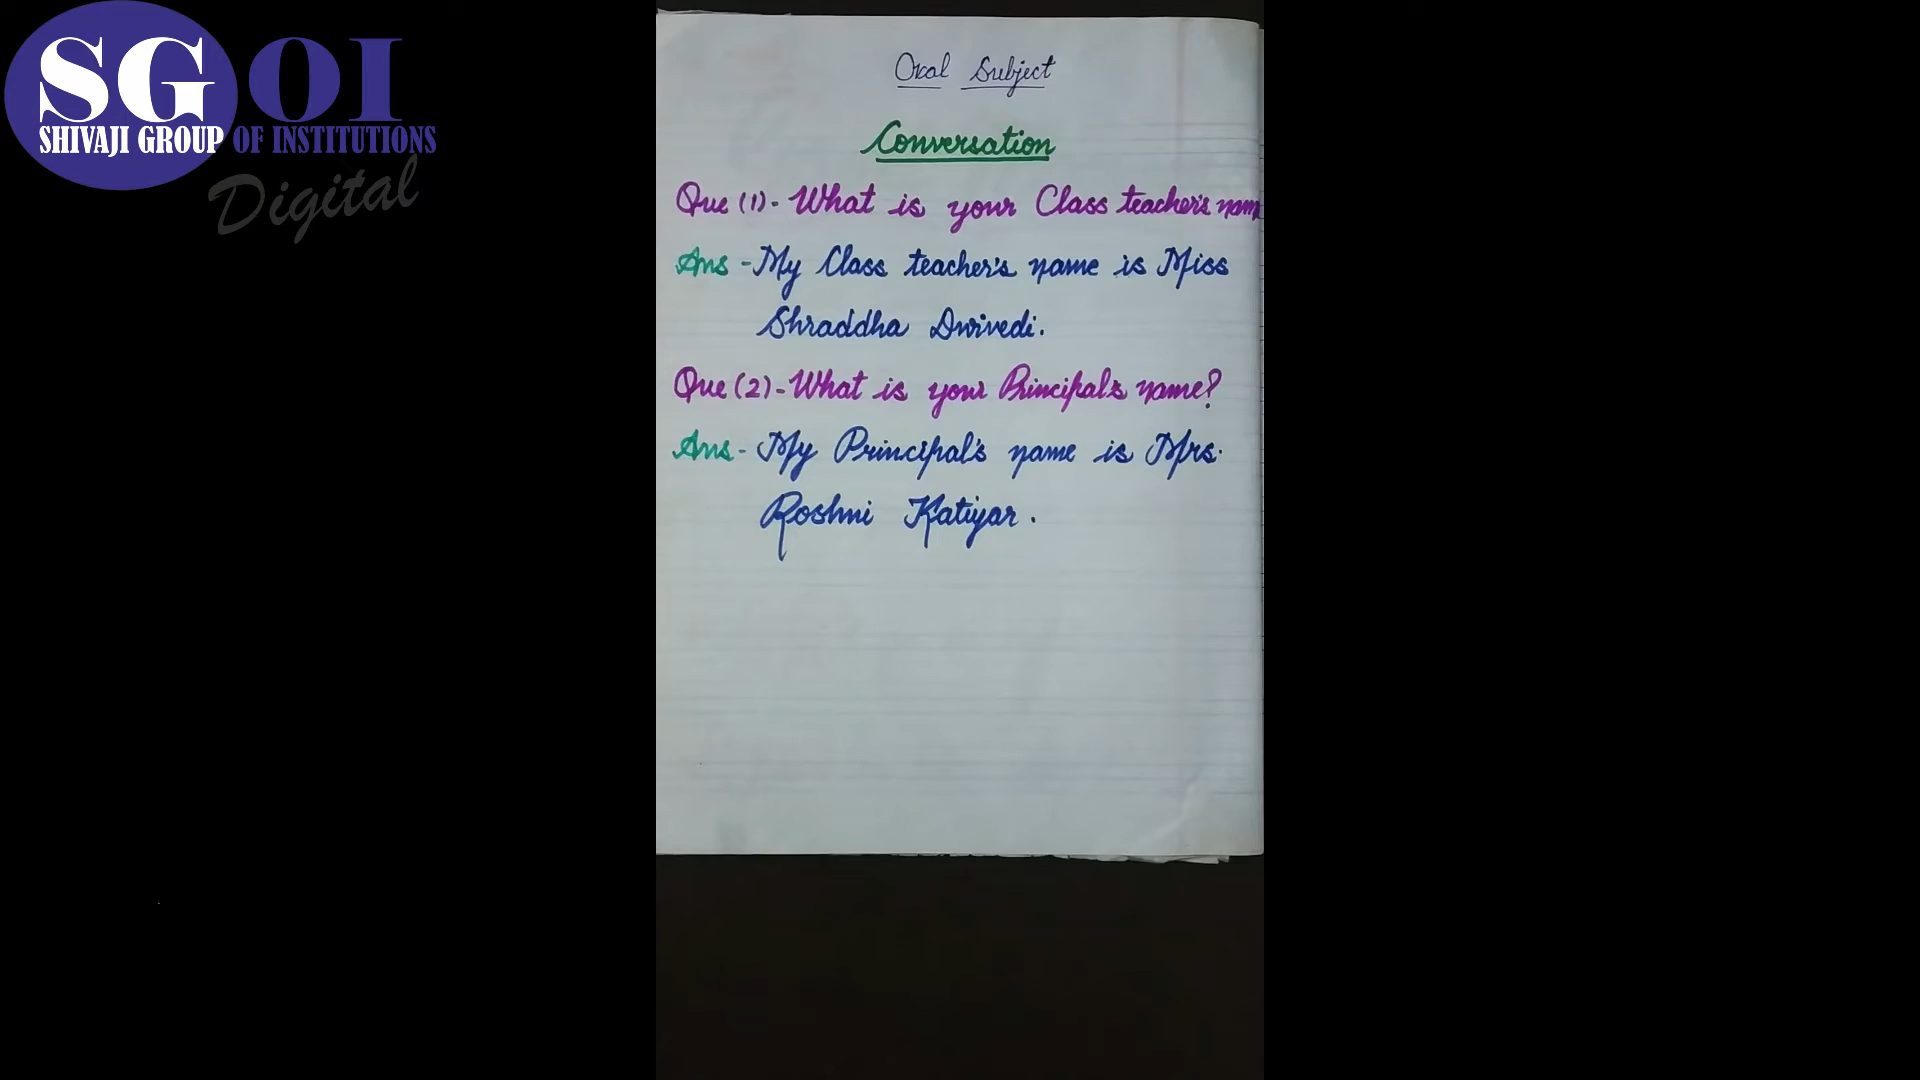 SGOI
SHIVAJI GROUP OF INSTITUTIONS
Digital
Oral Subject
Conversation
Que (1)- What is your Class teacher's name
Ans - My Class teacher's name is Miss
Shraddha Dwivedi.
Que (2)- What is your Principal's name?
Ans - My Principal's name is Mrs.
Roshni Katiyar.